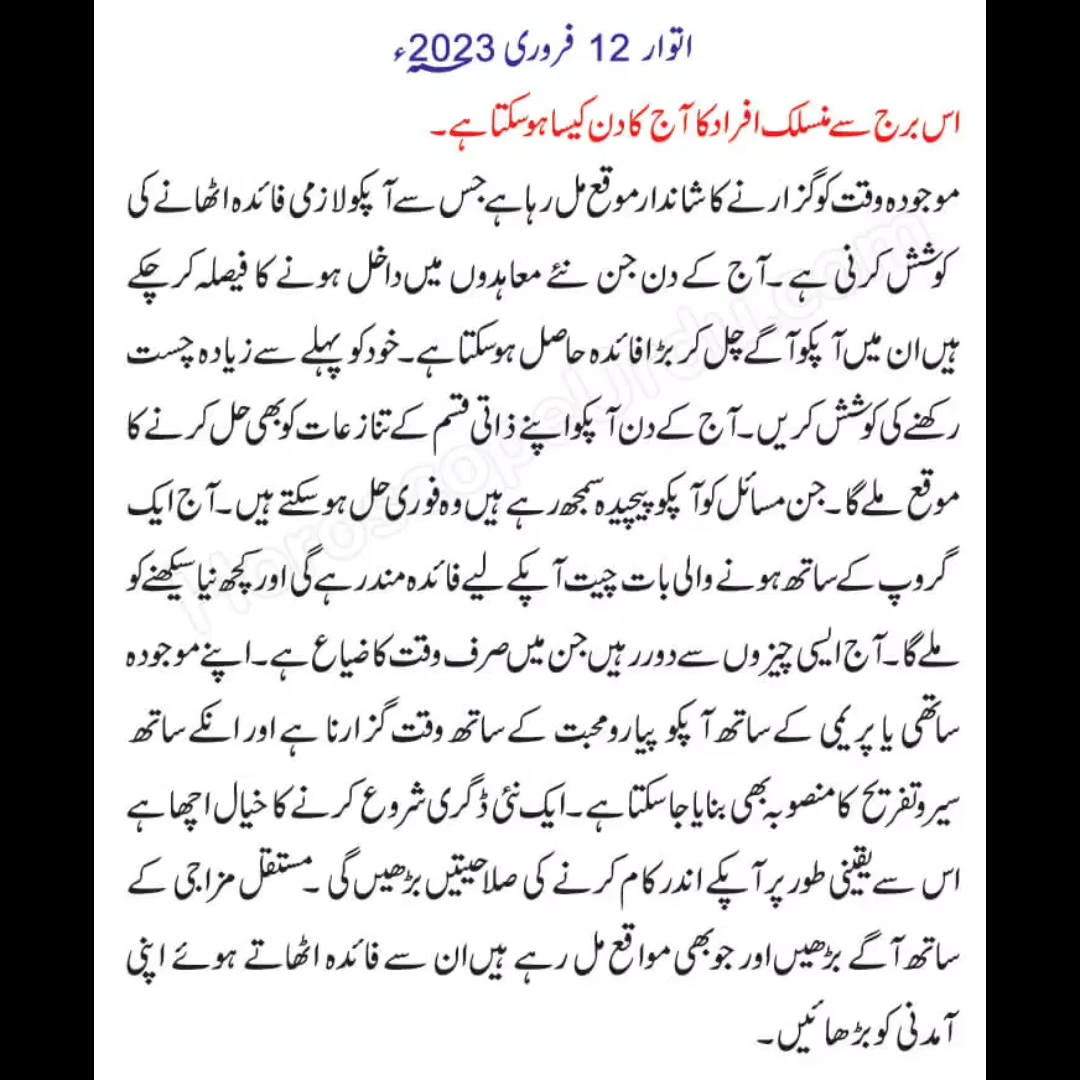 اتوار 12 فروری 2023ء
اس برج سے منسلک افراد کا آج کا دن کیسا ہوسکتا ہے۔
موجودہ وقت کو گزارنے کا شاندار موقع مل رہا ہے جس سے آپکو لازمی فائدہ اٹھانے کی
کوشش کرنی ہے۔ آج کے دن جن نئے معاہدوں میں داخل ہونے کا فیصلہ کر چکے
ہیں ان میں آپکو آگے چل کر بڑا فائدہ حاصل ہوسکتا ہے۔ خود کو پہلے سے زیادہ چست
رکھنے کی کوشش کریں۔ آج کے دن آپکو اپنے ذاتی قسم کے تنازعات کو بھی حل کرنے کا
موقع ملے گا۔ جن مسائل کو آپکو پیچیدہ سمجھ رہے ہیں وہ فوری حل ہو سکتے ہیں۔ آج ایک
گروپ کے ساتھ ہونے والی بات چیت آپکے لیے فائدہ مند رہے گی اور کچھ نیا سیکھنے کو
ملے گا۔ آج ایسی چیزوں سے دور رہیں جن میں صرف وقت کا ضیاع ہے۔ اپنے موجودہ
ساتھی یا پریمی کے ساتھ آپکو پیار و محبت کے ساتھ وقت گزارنا ہے اور انکے ساتھ
سیر و تفریح کا منصوبہ بھی بنایا جا سکتا ہے۔ ایک نئی ڈگری شروع کرنے کا خیال اچھا ہے
اس سے یقینی طور پر آپکے اندر کام کرنے کی صلاحیتیں بڑھیں گی۔ مستقل مزاجی کے
ساتھ آگے بڑھیں اور جو بھی مواقع مل رہے ہیں ان سے فائدہ اٹھاتے ہوئے اپنی
آمدنی کو بڑھائیں۔
HoroscopeUrdu.com